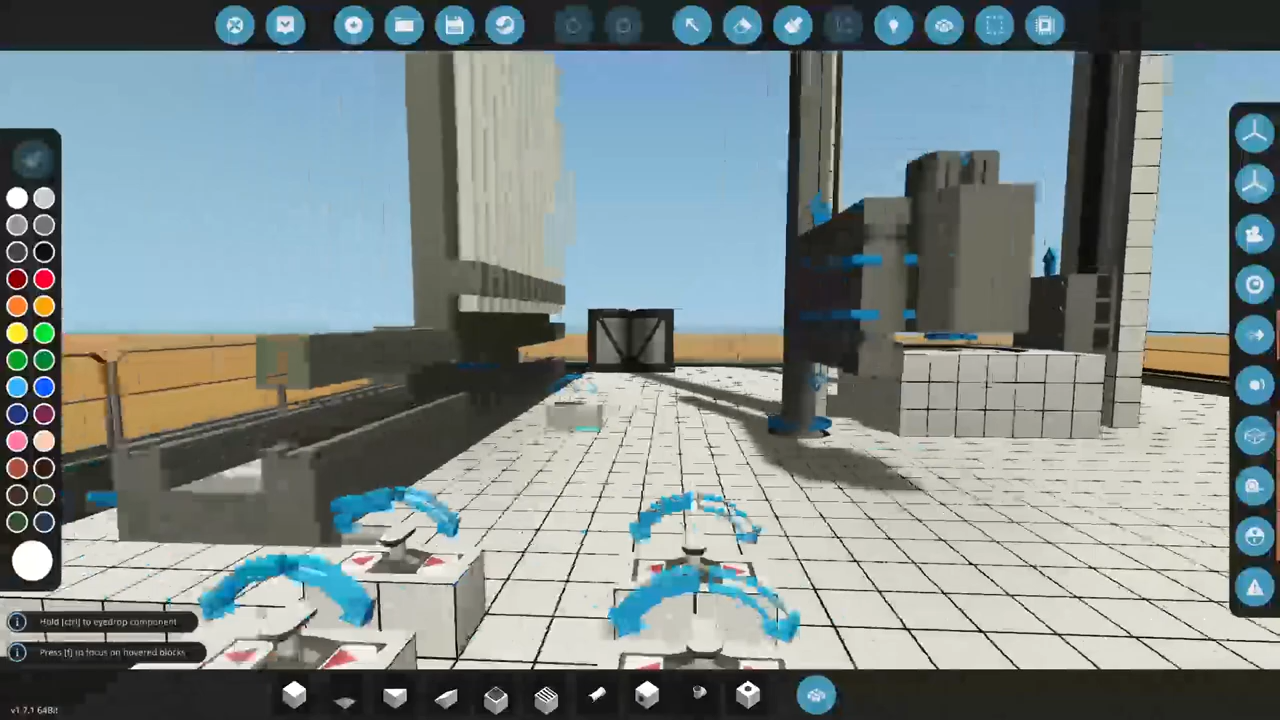 Hold [ctrl] to eyedrop component
Press [f] to focus on hovered blocks
v1.7.1 64Bit